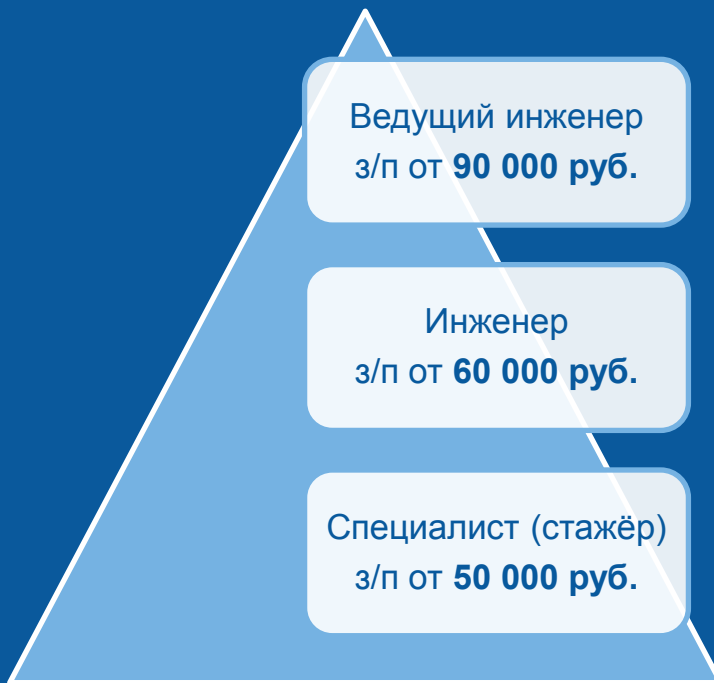 Ведущий инженер
з/п от 90 000 руб.
Инженер
з/п от 60 000 руб.
Специалист (стажёр)
з/п от 50 000 руб.